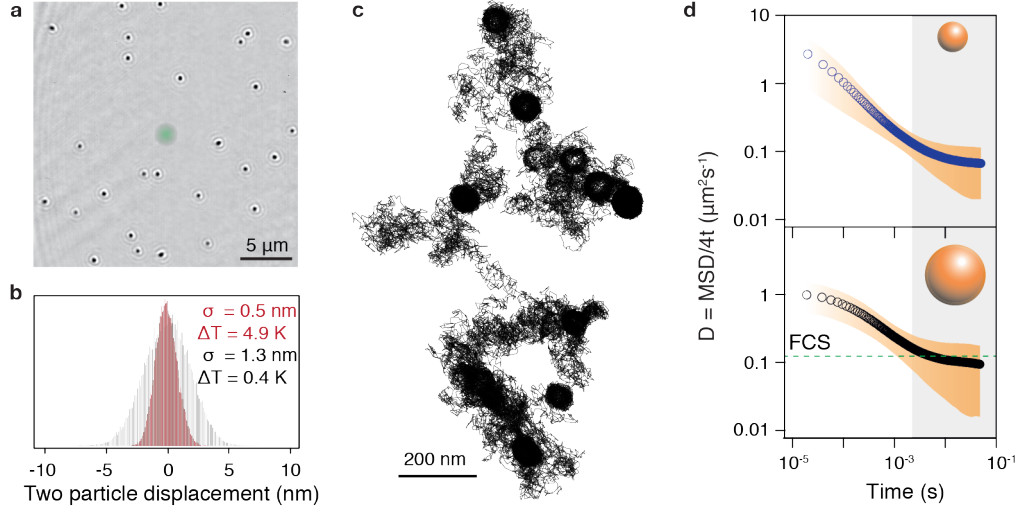 a
5 µm
b
σ = 0.5 nm
ΔT = 4.9 K
σ = 1.3 nm
ΔT = 0.4 K
-10
-5
0
5
10
Two particle displacement (nm)
c
200 nm
d
D = MSD/4t (µm²s⁻¹)
10
1
0.1
0.01
1
0.1
0.01
FCS
10⁻⁵
10⁻³
10⁻¹
Time (s)